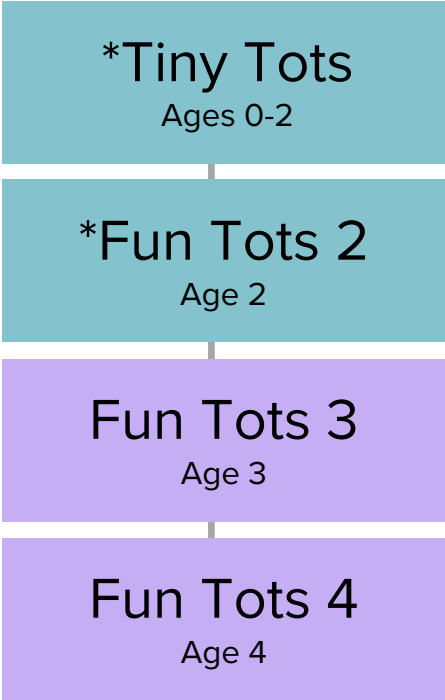 *Tiny Tots
Ages 0-2
*Fun Tots 2
Age 2
Fun Tots 3
Age 3
Fun Tots 4
Age 4